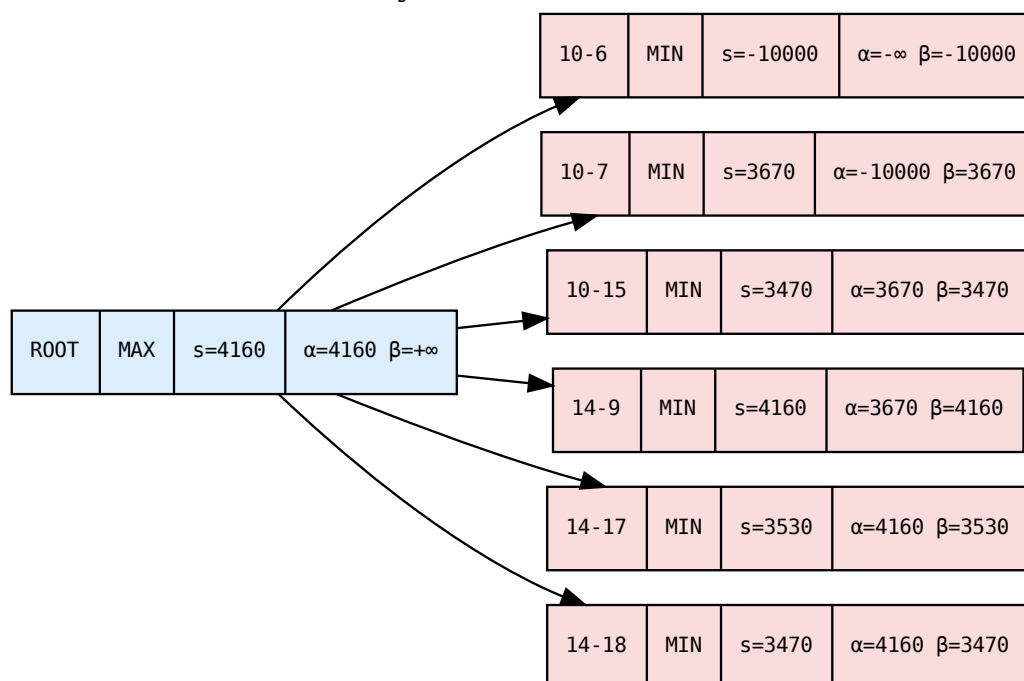 10-6 MIN s=-10000 α=-∞ β=-10000
10-7 MIN s=3670 α=-10000 β=3670
10-15 MIN s=3470 α=3670 β=3470
ROOT MAX s=4160 α=4160 β=+∞
14-9 MIN s=4160 α=3670 β=4160
14-17 MIN s=3530 α=4160 β=3530
14-18 MIN s=3470 α=4160 β=3470